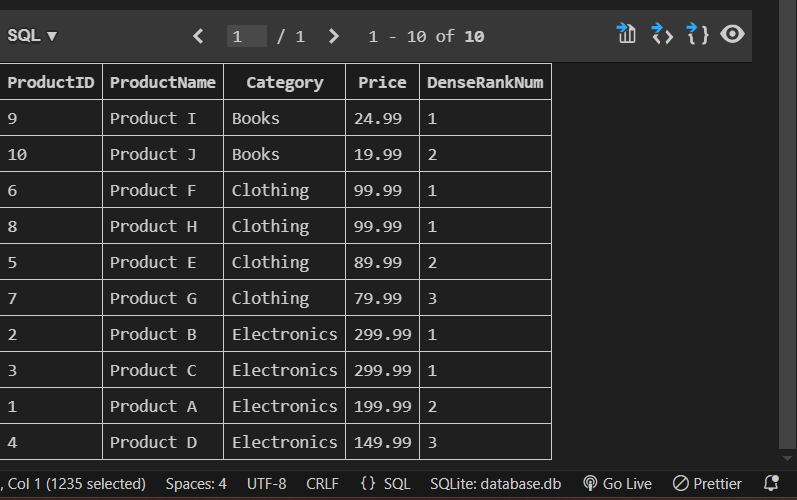 SQL ▼ 1 / 1 1 - 10 of 10
ProductID ProductName Category Price DenseRankNum
9 Product I Books 24.99 1
10 Product J Books 19.99 2
6 Product F Clothing 99.99 1
8 Product H Clothing 99.99 1
5 Product E Clothing 89.99 2
7 Product G Clothing 79.99 3
2 Product B Electronics 299.99 1
3 Product C Electronics 299.99 1
1 Product A Electronics 199.99 2
4 Product D Electronics 149.99 3
, Col 1 (1235 selected) Spaces: 4 UTF-8 CRLF {} SQL SQLite: database.db Go Live Prettier